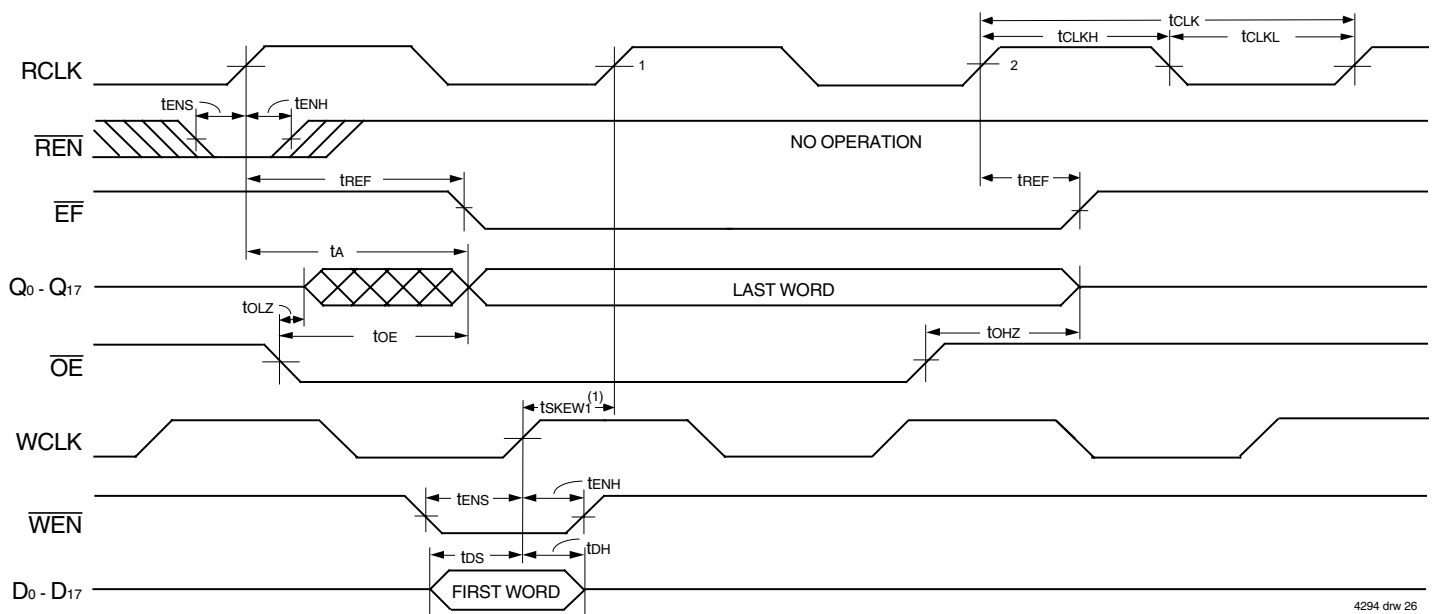 tCLK
tCLKH tCLKL
RCLK 1 2
tENS tENH
REN NO OPERATION
tREF tREF
EF
tA
Q0 - Q17 LAST WORD
tOLZ
tOE tOHZ
OE
tSKEW1(1)
WCLK
tENS tENH
WEN
tDS tDH
D0 - D17 FIRST WORD
4294 drw 26